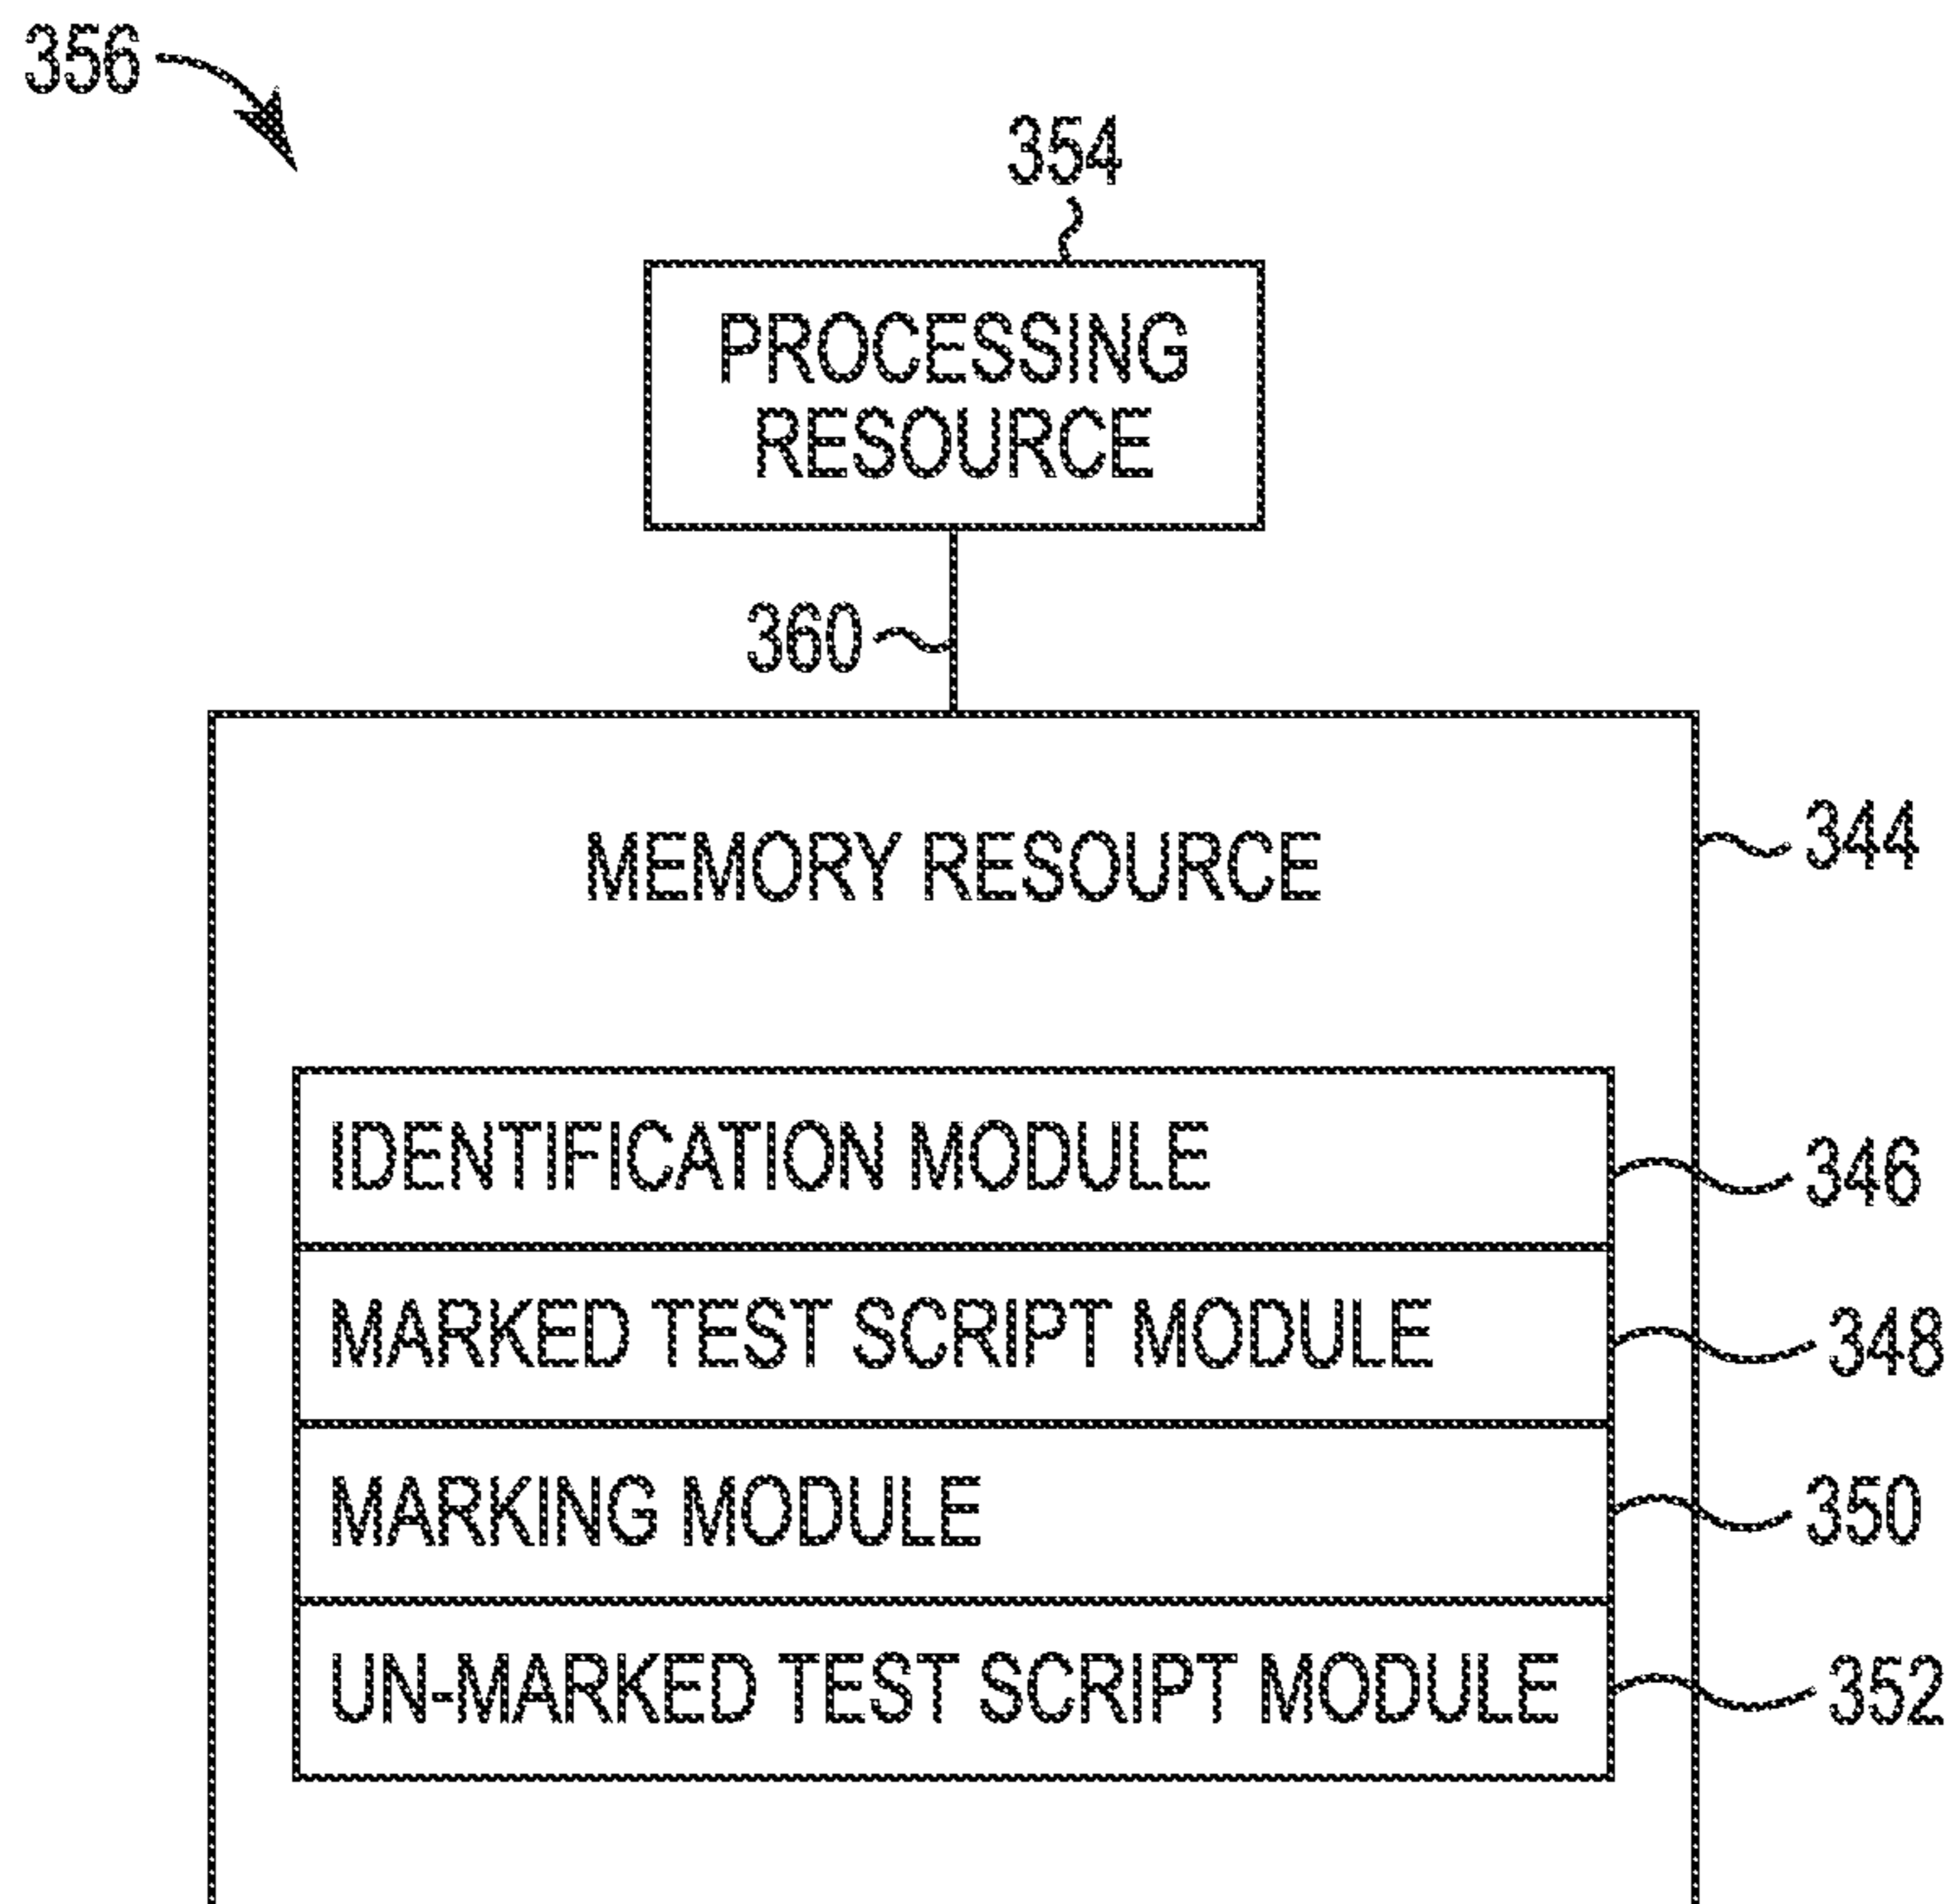 356
354
PROCESSING
RESOURCE
360
MEMORY RESOURCE
344
IDENTIFICATION MODULE
346
MARKED TEST SCRIPT MODULE
348
MARKING MODULE
350
UN-MARKED TEST SCRIPT MODULE
352